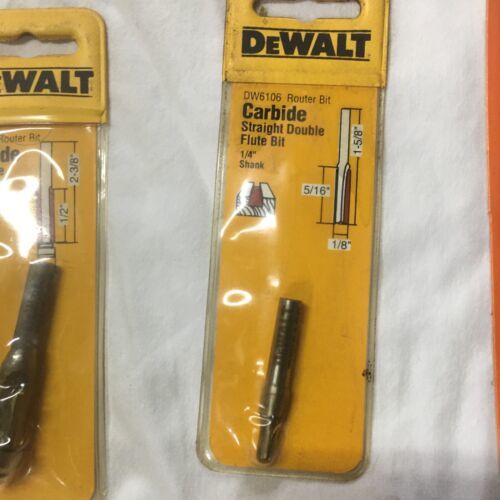 DEWALT
Router Bit
2-3/8"
1/2"
DEWALT
DW6106 Router Bit
Carbide
Straight Double
Flute Bit
1/4"
Shank
1-5/8"
5/16"
1/8"